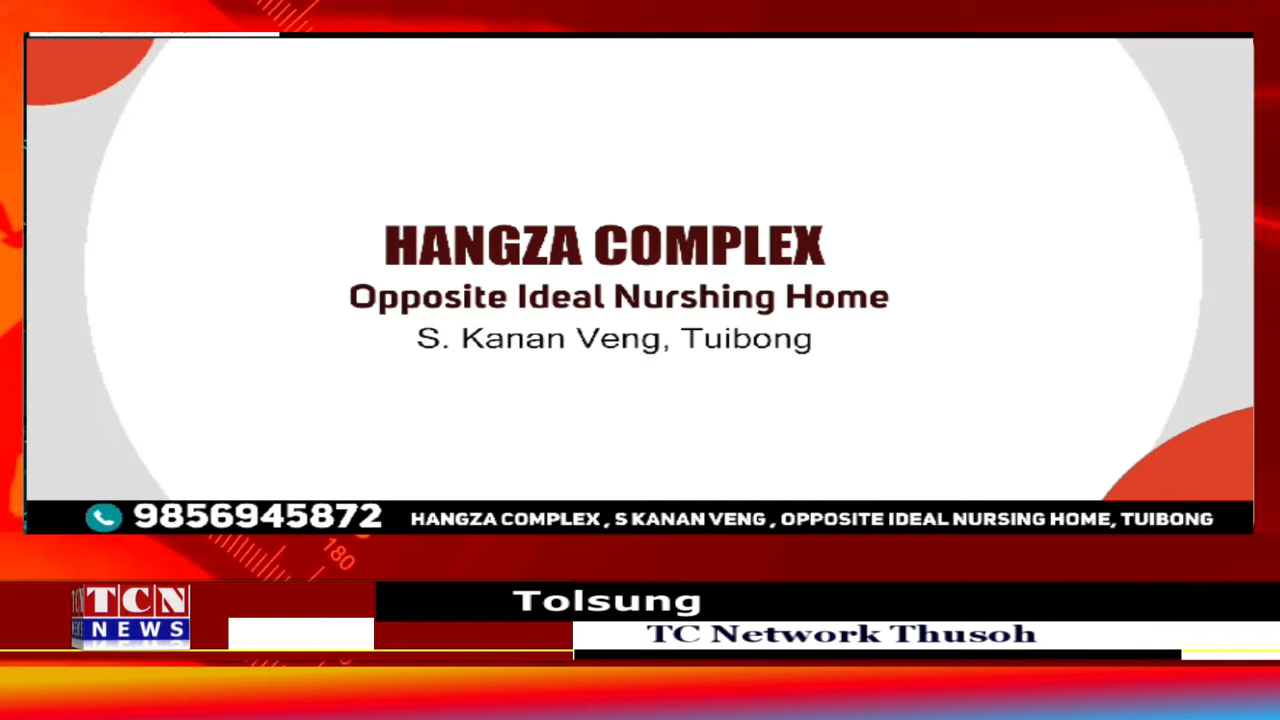 HANGZA COMPLEX
Opposite Ideal Nurshing Home
S. Kanan Veng, Tuibong
9856945872 HANGZA COMPLEX , S KANAN VENG , OPPOSITE IDEAL NURSING HOME, TUIBONG
180
TCN
NEWS
Tolsung
TC Network Thusoh